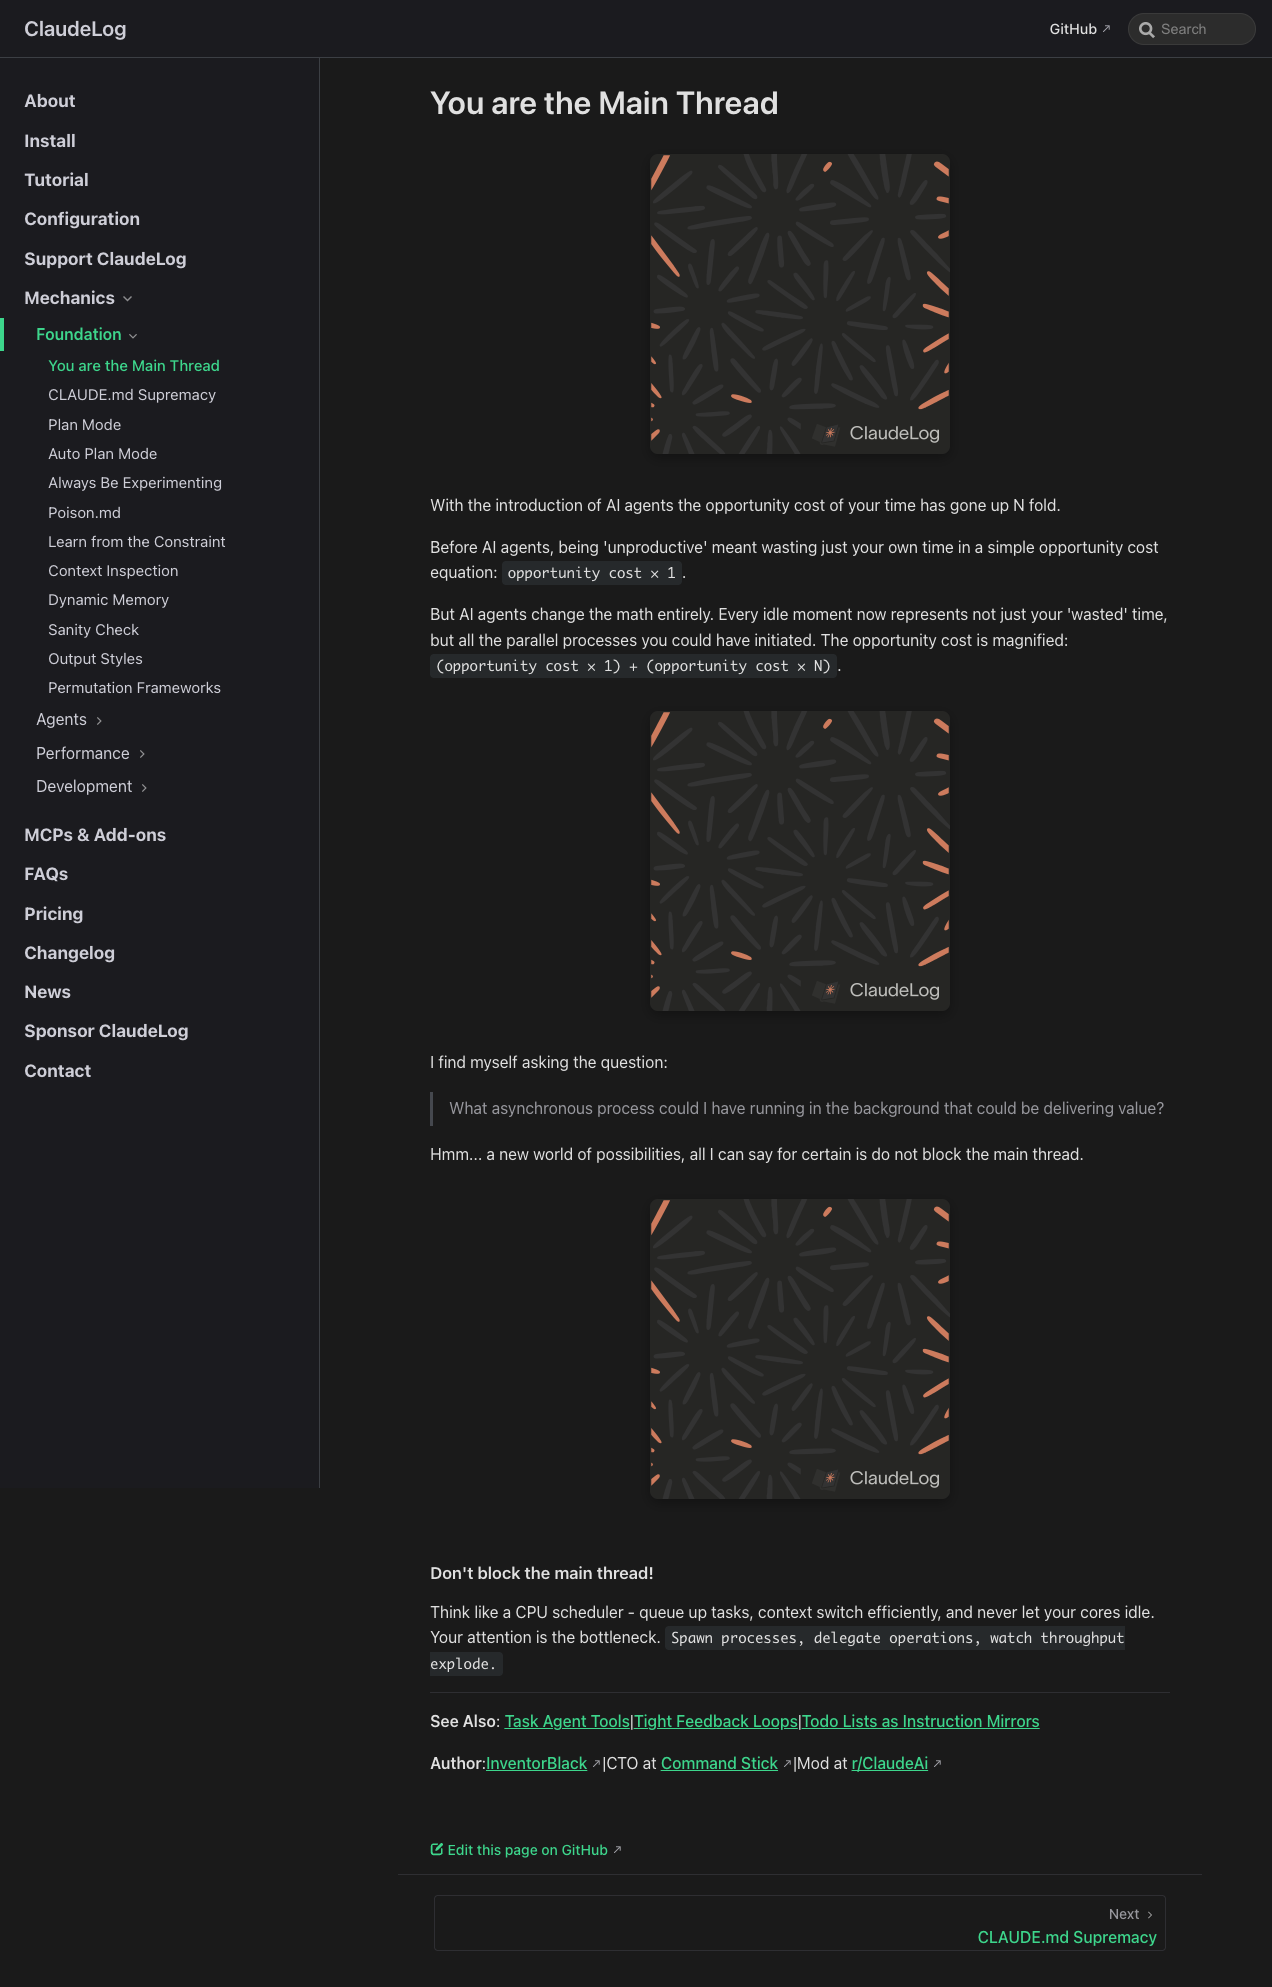 ClaudeLog
GitHub
Search
About
Install
Tutorial
Configuration
Support ClaudeLog
Mechanics
Foundation
You are the Main Thread
CLAUDE.md Supremacy
Plan Mode
Auto Plan Mode
Always Be Experimenting
Poison.md
Learn from the Constraint
Context Inspection
Dynamic Memory
Sanity Check
Output Styles
Permutation Frameworks
Agents
Performance
Development
MCPs & Add-ons
FAQs
Pricing
Changelog
News
Sponsor ClaudeLog
Contact
You are the Main Thread
ClaudeLog
With the introduction of AI agents the opportunity cost of your time has gone up N fold.
Before AI agents, being 'unproductive' meant wasting just your own time in a simple opportunity cost
equation: opportunity cost × 1.
But AI agents change the math entirely. Every idle moment now represents not just your 'wasted' time,
but all the parallel processes you could have initiated. The opportunity cost is magnified:
(opportunity cost × 1) + (opportunity cost × N).
ClaudeLog
I find myself asking the question:
What asynchronous process could I have running in the background that could be delivering value?
Hmm... a new world of possibilities, all I can say for certain is do not block the main thread.
ClaudeLog
Don't block the main thread!
Think like a CPU scheduler - queue up tasks, context switch efficiently, and never let your cores idle.
Your attention is the bottleneck. Spawn processes, delegate operations, watch throughput
explode.
See Also: Task Agent Tools|Tight Feedback Loops|Todo Lists as Instruction Mirrors
Author:InventorBlack |CTO at Command Stick |Mod at r/ClaudeAi
Edit this page on GitHub
Next
CLAUDE.md Supremacy